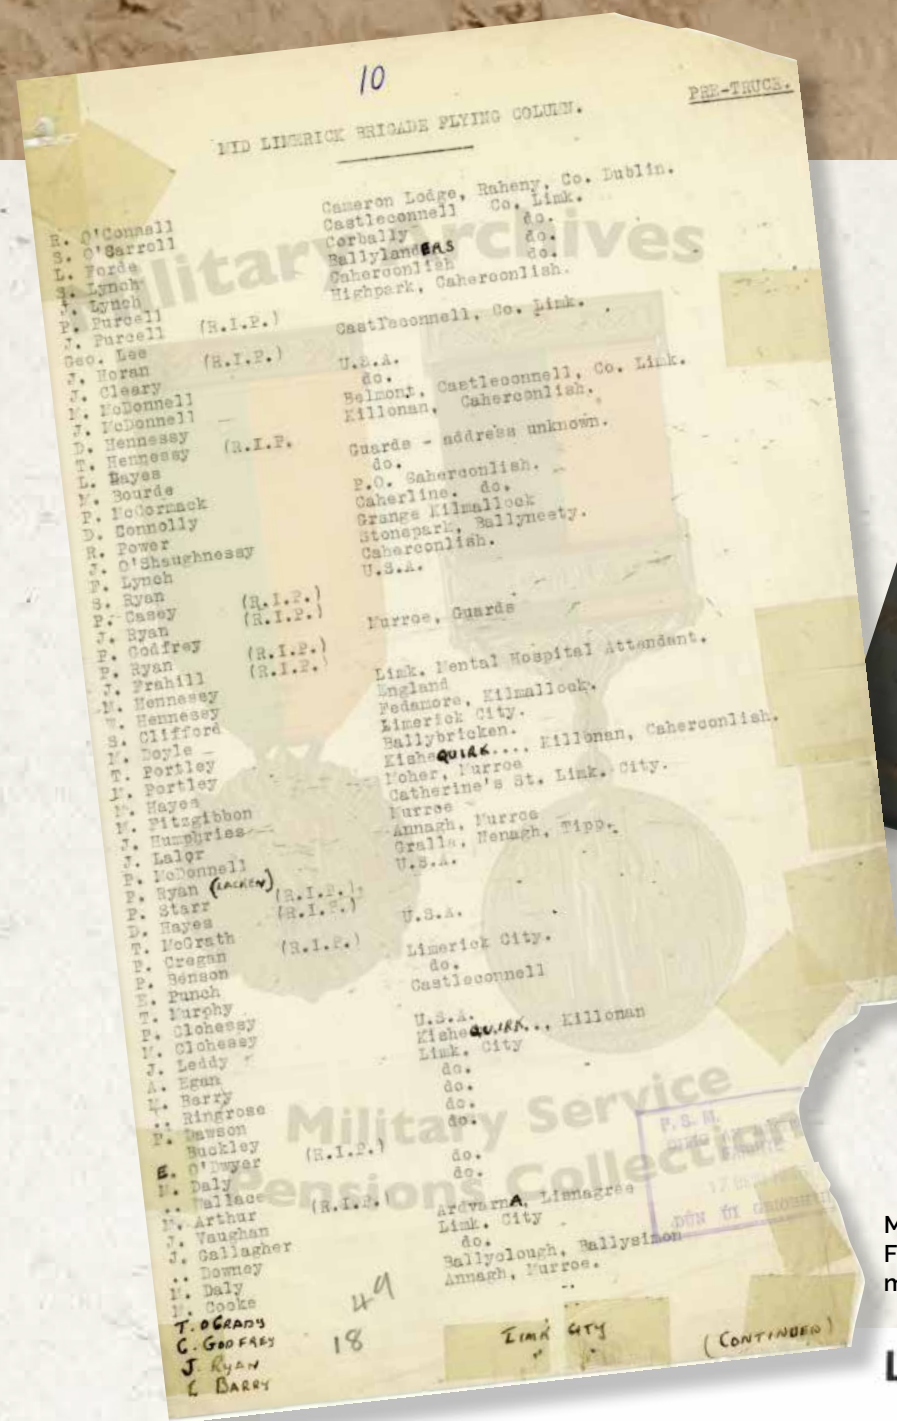 10
PRE-TRUCE.
MID LIMERICK BRIGADE FLYING COLUMN.
R. O'Connell Cameron Lodge, Raheny, Co. Dublin.
S. O'Carroll Castleconnell Co. Limk.
L. Forde Corbally do.
S. Lynch BallylandERS do.
J. Lynch Caherconlish do.
P. Purcell Highpark, Caherconlish.
J. Purcell (R.I.P.)
Geo. Lee Castleconnell, Co. Limk.
J. Horan (R.I.P.)
J. Cleary U.S.A.
M. McDonnell do.
J. McDonnell Belmont, Castleconnell, Co. Limk.
D. Hennessy Killonan, Caherconlish.
T. Hennessy (R.I.P.
L. Hayes Guards - address unknown.
M. Bourde do.
P. McCormack P.O. Caherconlish.
D. Connolly Caherline. do.
R. Power Grange Kilmallock
J. O'Shaughnessy Stonepark, Ballyneety.
P. Lynch Caherconlish.
S. Ryan U.S.A.
P. Casey (R.I.P.)
J. Ryan (R.I.P.)
P. Godfrey Murroe, Guards
P. Ryan (R.I.P.)
J. Frahill (R.I.P.)
M. Hennessy Limk. Mental Hospital Attendant.
Hennesey England
S. Clifford Fedamore, Kilmallock.
M. Doyle Limerick City.
T. Portley Ballybricken.
M. Portley KisheQUIRK...., Killonan, Caherconlish.
M. Hayes Moher, Murroe
M. Fitzgibbon Catherine's St. Limk. City.
J. Humphries Murroe
J. Lalor Annagh, Murroe
P. McDonnell Gralla, Nenagh, Tipp.
P. Ryan (LACKEN) U.S.A.
P. Starr (R.I.P.)
D. Hayes (R.I.P.)
T. McGrath U.S.A.
P. Cregan (R.I.P.)
P. Benson Limerick City.
E. Punch do.
T. Murphy Castleconnell
P. Clohessy
M. Clohessy U.S.A.
J. Leddy KisheQUIRK.., Killonan
A. Egan Limk. City
Barry do.
.. Ringrose do.
P. Dawson do.
Buckley do.
E. O'Dwyer (R.I.P.)
M. Daly do.
.. Wallace do.
M. Arthur (R.I.P.)
J. Vaughan ArdvarnA, Lisnagree
J. Gallagher Limk. City
.. Downey do.
M. Daly Ballyclough, Ballysimon
M. Cooke Annagh, Murroe.
T. O GRADY 49
C. GODFREY 18
J. RYAN LIMK CITY
BARRY (CONTINUED)
Military Archives
Military Service
Pensions Collection
P. S. M.
M
F
m
L